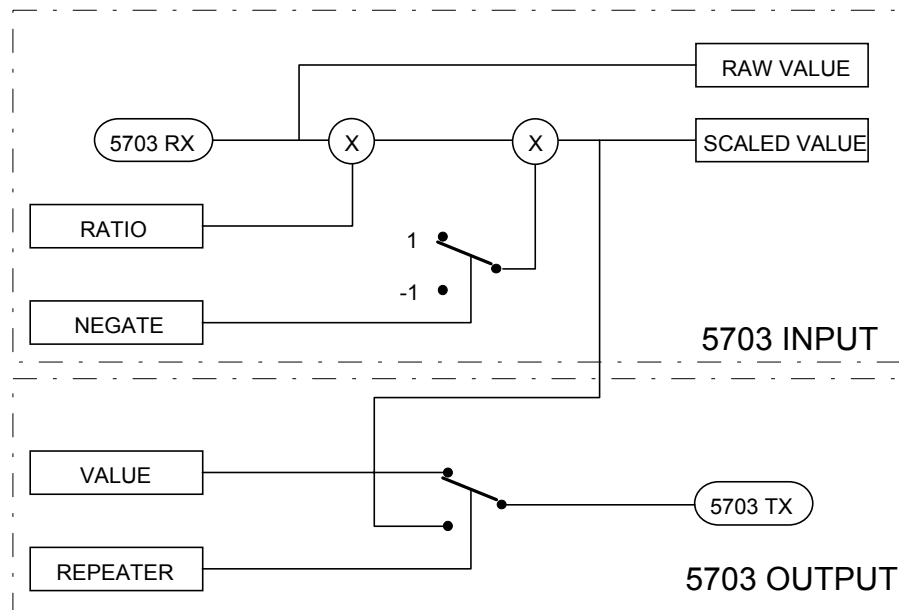 RAW VALUE
5703 RX
X
X
SCALED VALUE
RATIO
1
-1
NEGATE
5703 INPUT
VALUE
5703 TX
REPEATER
5703 OUTPUT